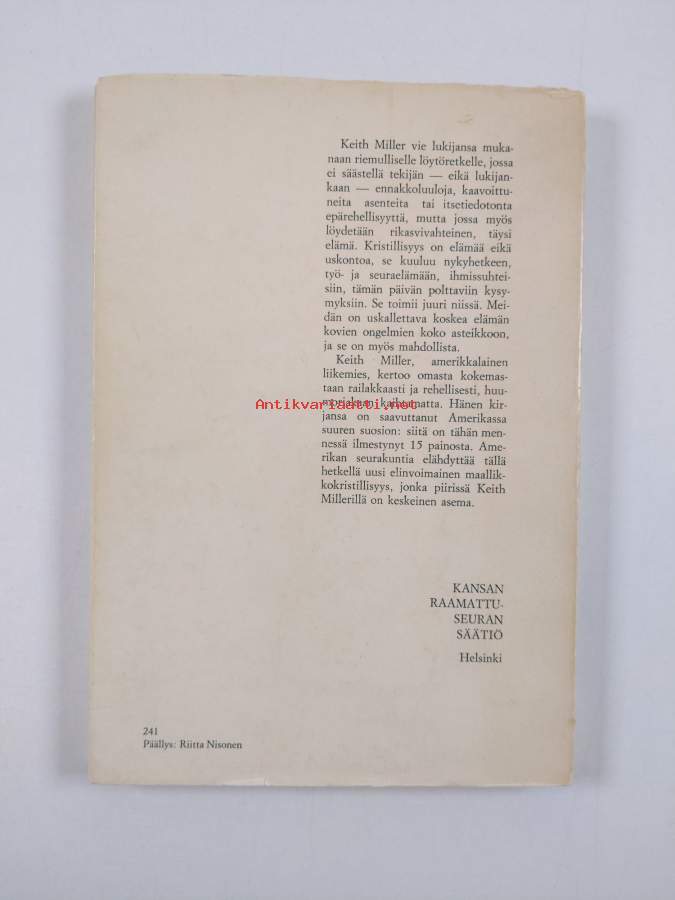 Keith Miller vie lukijansa muka-
naan riemulliselle löytöretkelle, jossa
ei säästellä tekijän — eikä lukijan-
kaan — ennakkoluuloja, kaavoittu-
neita asenteita tai itsetiedotonta
epärehellisyyttä, mutta jossa myös
löydetään rikasvivahteinen, täysi
elämä. Kristillisyys on elämää eikä
uskontoa, se kuuluu nykyhetkeen,
työ- ja seuraelämään, ihmissuhtei-
siin, tämän päivän polttaviin kysy-
myksiin. Se toimii juuri niissä. Mei-
dän on uskallettava koskea elämän
kovien ongelmien koko asteikkoon,
ja se on myös mahdollista.
Keith Miller, amerikkalainen
liikemies, kertoo omasta kokemas-
taan railakkaasti ja rehellisesti, huu-
moriakaan kaihtamatta. Hänen kir-
Antikvariaatti.net
jansa on saavuttanut Amerikassa
suuren suosion: siitä on tähän men-
nessä ilmestynyt 15 painosta. Ame-
rikan seurakuntia elähdyttää tällä
hetkellä uusi elinvoimainen maallik-
kokristillisyys, jonka piirissä Keith
Millerillä on keskeinen asema.
KANSAN
RAAMATTU-
SEURAN
SÄÄTIÖ
Helsinki
241
Päällys: Riitta Nisonen